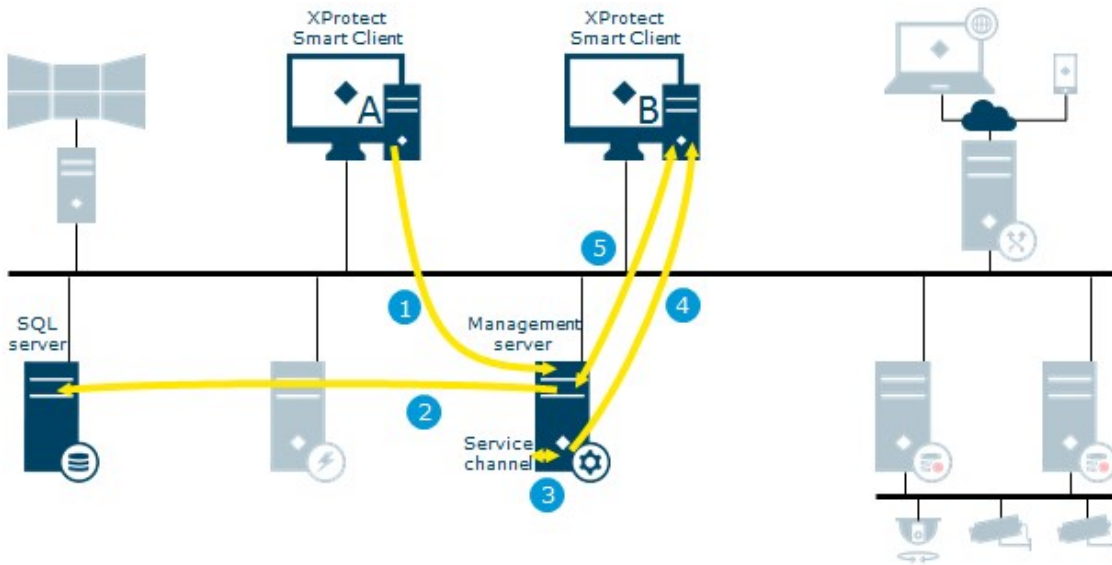 XProtect
Smart Client
XProtect
Smart Client
A
B
5
1
4
SQL
server
Management
server
2
Service
channel
3